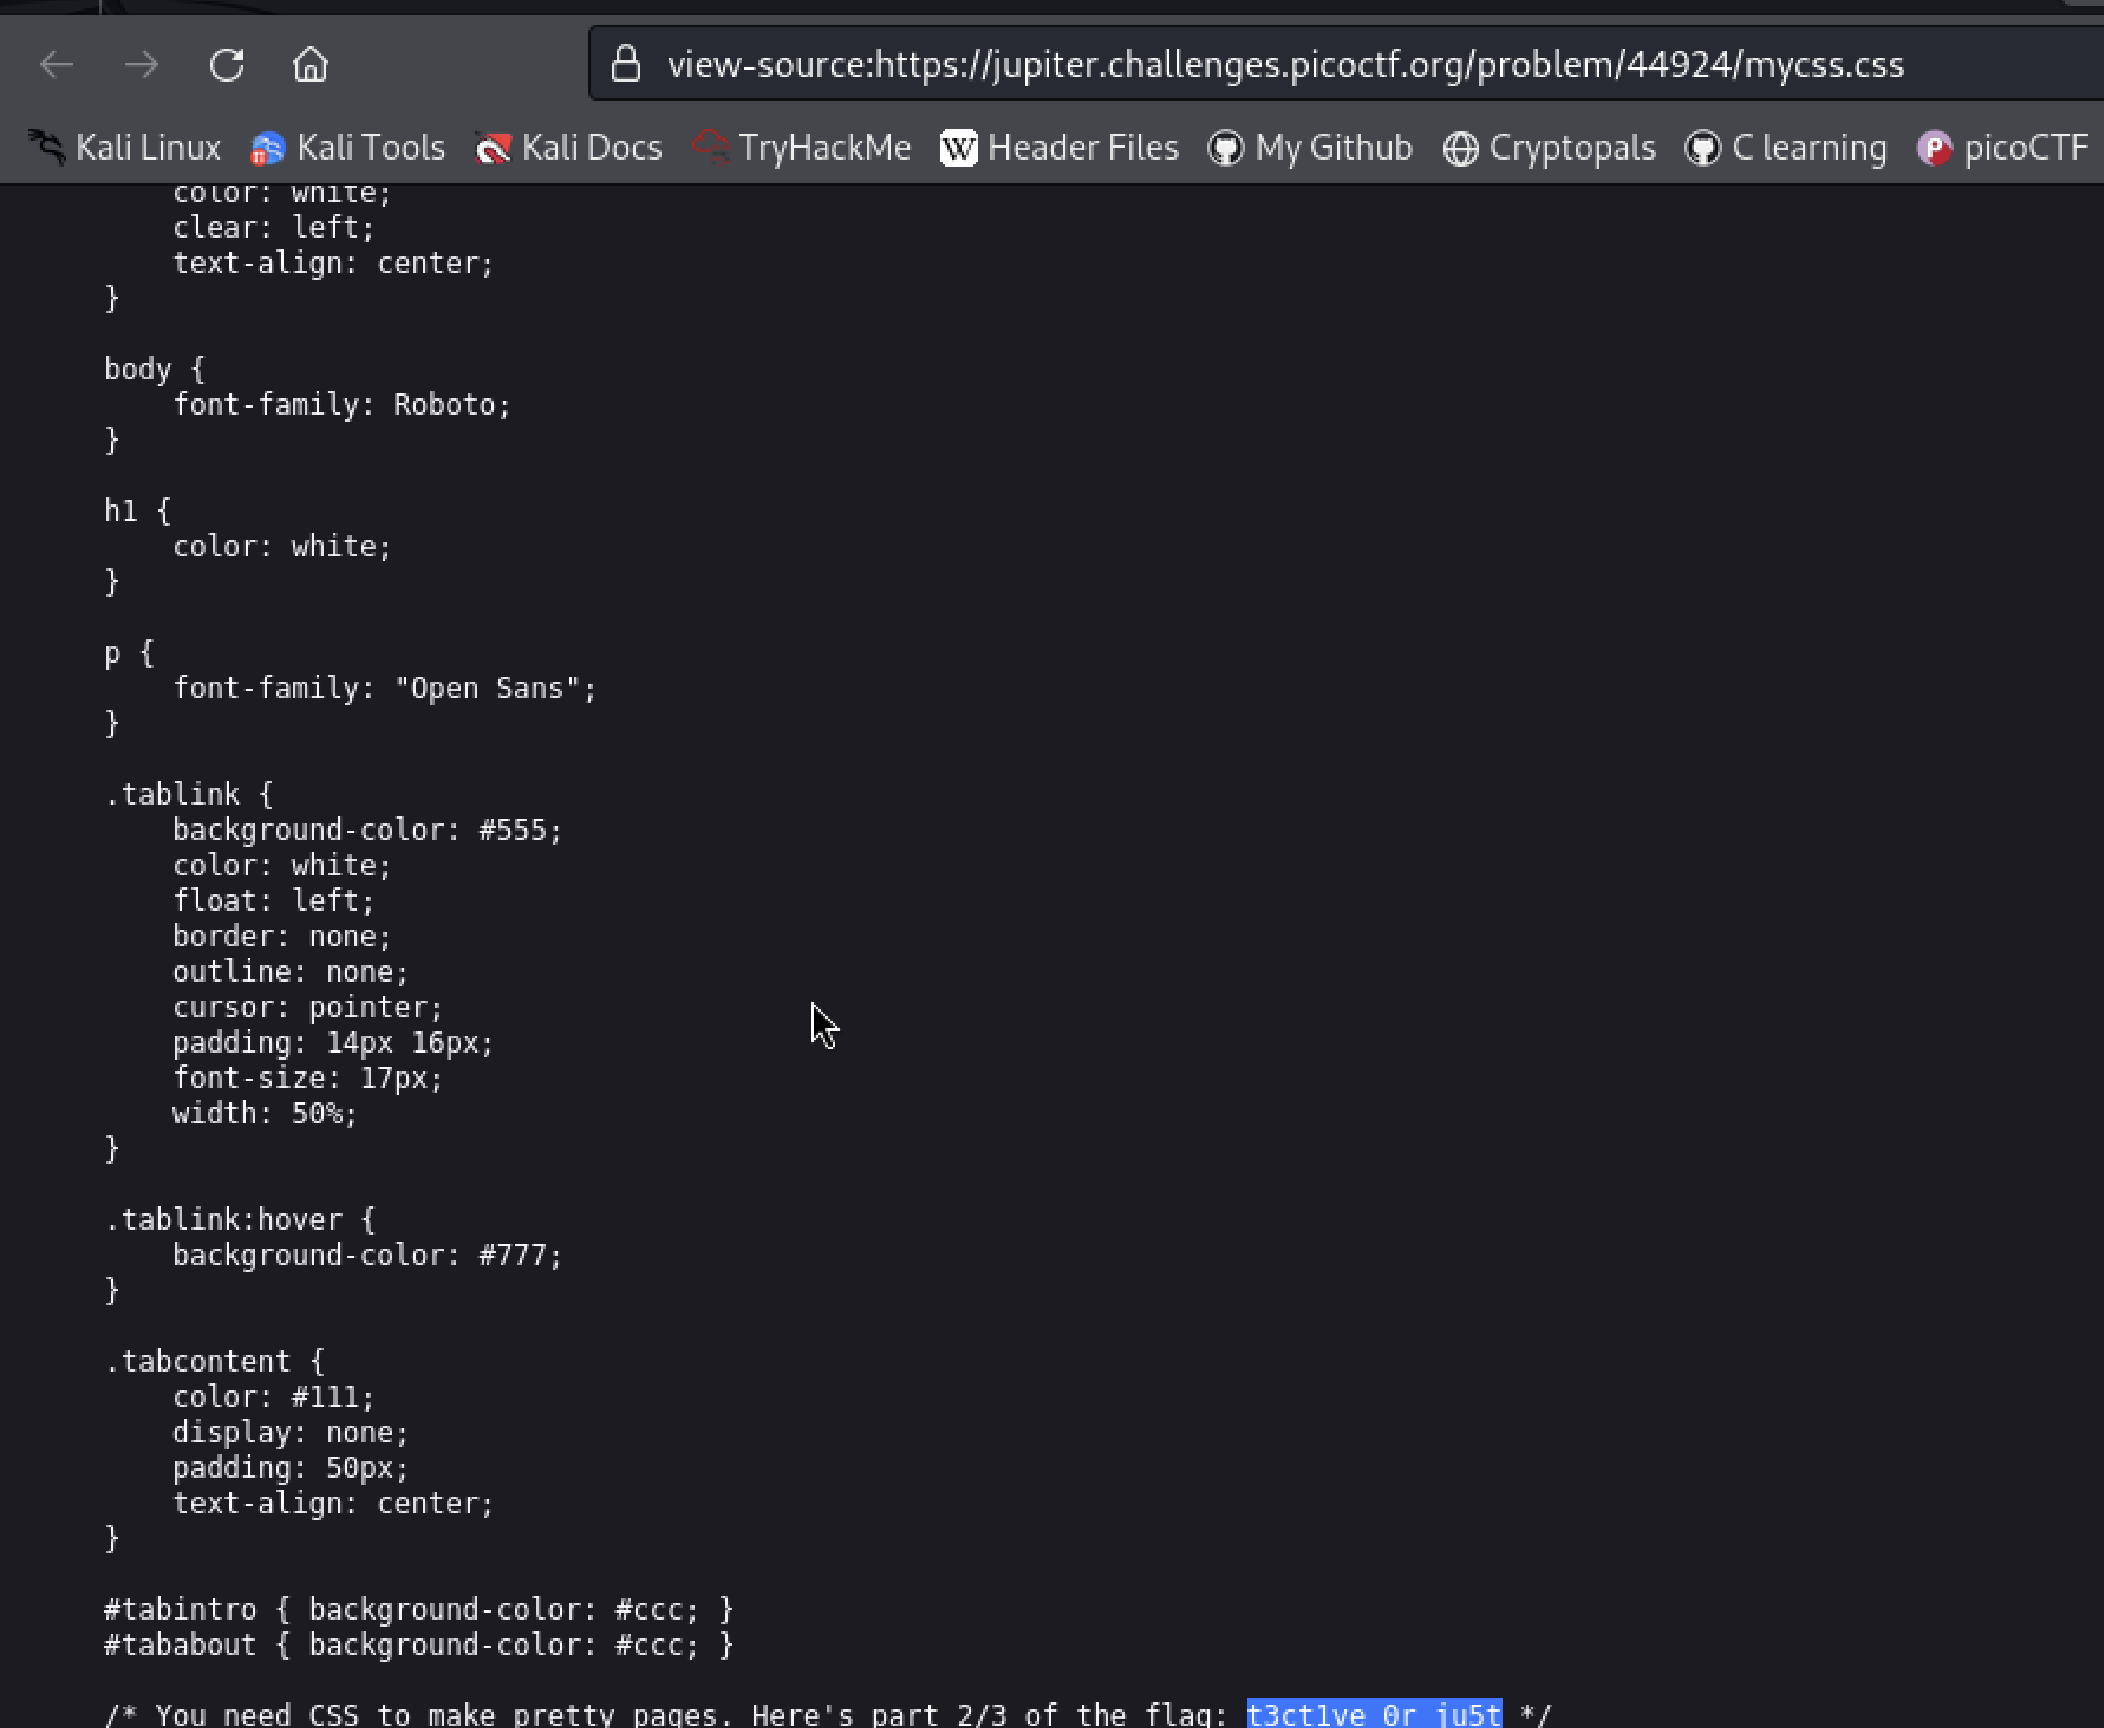 view-source:https://jupiter.challenges.picoctf.org/problem/44924/mycss.css
Kali Linux Kali Tools Kali Docs TryHackMe W Header Files My Github Cryptopals C learning P picoCTF
color: white;
clear: left;
text-align: center;
}
body {
font-family: Roboto;
}
h1 {
color: white;
}
p {
font-family: "Open Sans";
}
.tablink {
background-color: #555;
color: white;
float: left;
border: none;
outline: none;
cursor: pointer;
padding: 14px 16px;
font-size: 17px;
width: 50%;
}
.tablink:hover {
background-color: #777;
}
.tabcontent {
color: #111;
display: none;
padding: 50px;
text-align: center;
}
#tabintro { background-color: #ccc; }
#tababout { background-color: #ccc; }
/* You need CSS to make pretty pages. Here's part 2/3 of the flag: t3ct1ve_0r_ju5t */